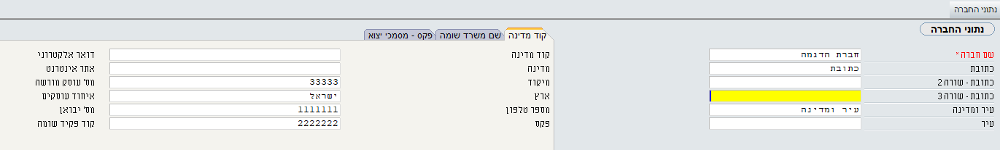 נתוני החברה
נתוני החברה
קוד מדינה שם משרד שומה פקס - מסמכי יצוא
שם חברה * חברת הדגמה
כתובת כתובת
כתובת - שורה 2
כתובת - שורה 3
עיר ומדינה עיר ומדינה
עיר
קוד מדינה
מדינה
מיקוד 33333
ארץ ישראל
מספר טלפון 1111111
פקס 2222222
דואר אלקטרוני
אתר אינטרנט
מס' עוסק מורשה
איחוד עוסקים
מס' יבואן
קוד פקיד שומה